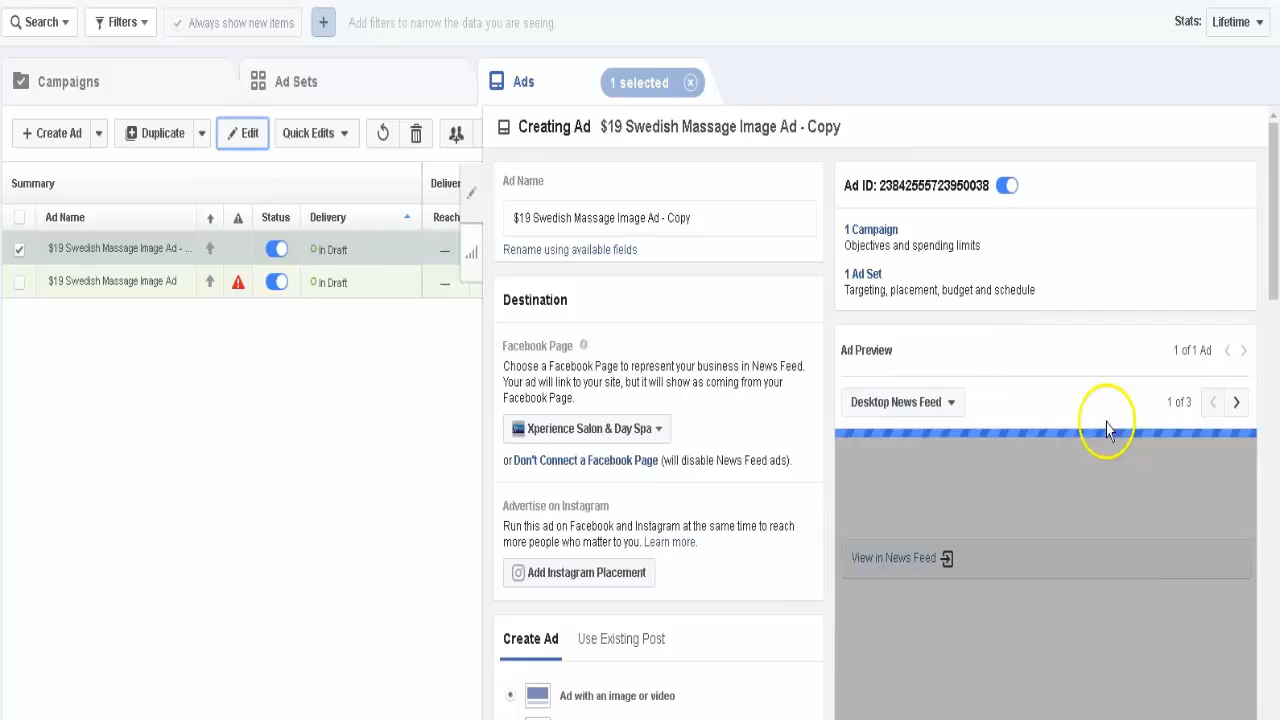 Search Filters Always show new items + Add filters to narrow the data you are seeing. Stats: Lifetime
Campaigns Ad Sets Ads 1 selected
+ Create Ad Duplicate Edit Quick Edits
Creating Ad $19 Swedish Massage Image Ad - Copy
Summary Deliver
Ad Name Status Delivery Reach
$19 Swedish Massage Image Ad - ... In Draft —
$19 Swedish Massage Image Ad In Draft —
Ad Name
$19 Swedish Massage Image Ad - Copy
Rename using available fields
Destination
Facebook Page
Choose a Facebook Page to represent your business in News Feed.
Your ad will link to your site, but it will show as coming from your
Facebook Page.
Xperience Salon & Day Spa
or Don't Connect a Facebook Page (will disable News Feed ads).
Advertise on Instagram
Run this ad on Facebook and Instagram at the same time to reach
more people who matter to you. Learn more.
Add Instagram Placement
Create Ad Use Existing Post
Ad with an image or video
Ad ID: 23842555723950038
1 Campaign
Objectives and spending limits
1 Ad Set
Targeting, placement, budget and schedule
Ad Preview 1 of 1 Ad
Desktop News Feed 1 of 3
View in News Feed